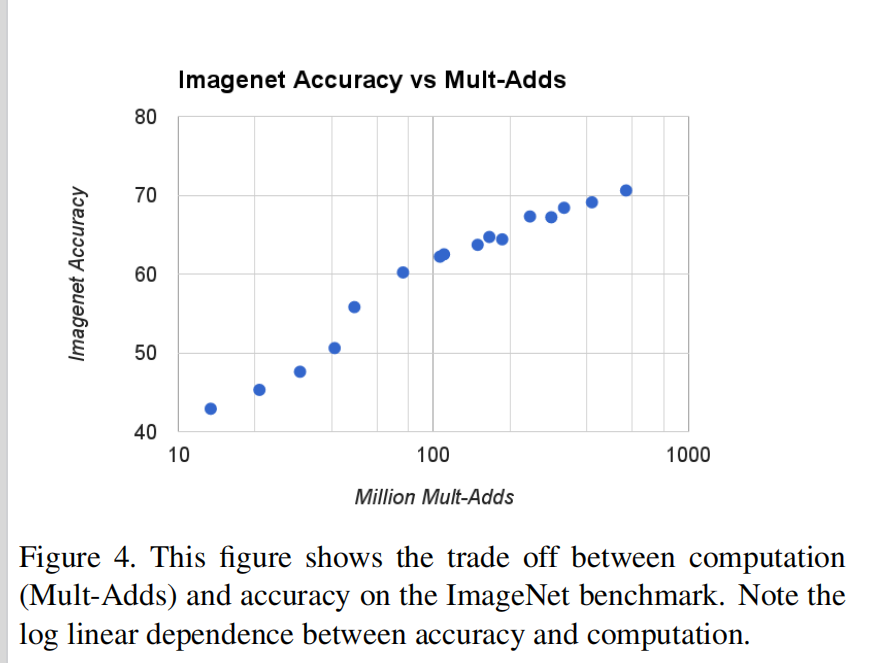 Imagenet Accuracy vs Mult-Adds
80
70
60
50
40
Imagenet Accuracy
10 100 1000
Million Mult-Adds
Figure 4. This figure shows the trade off between computation
(Mult-Adds) and accuracy on the ImageNet benchmark. Note the
log linear dependence between accuracy and computation.